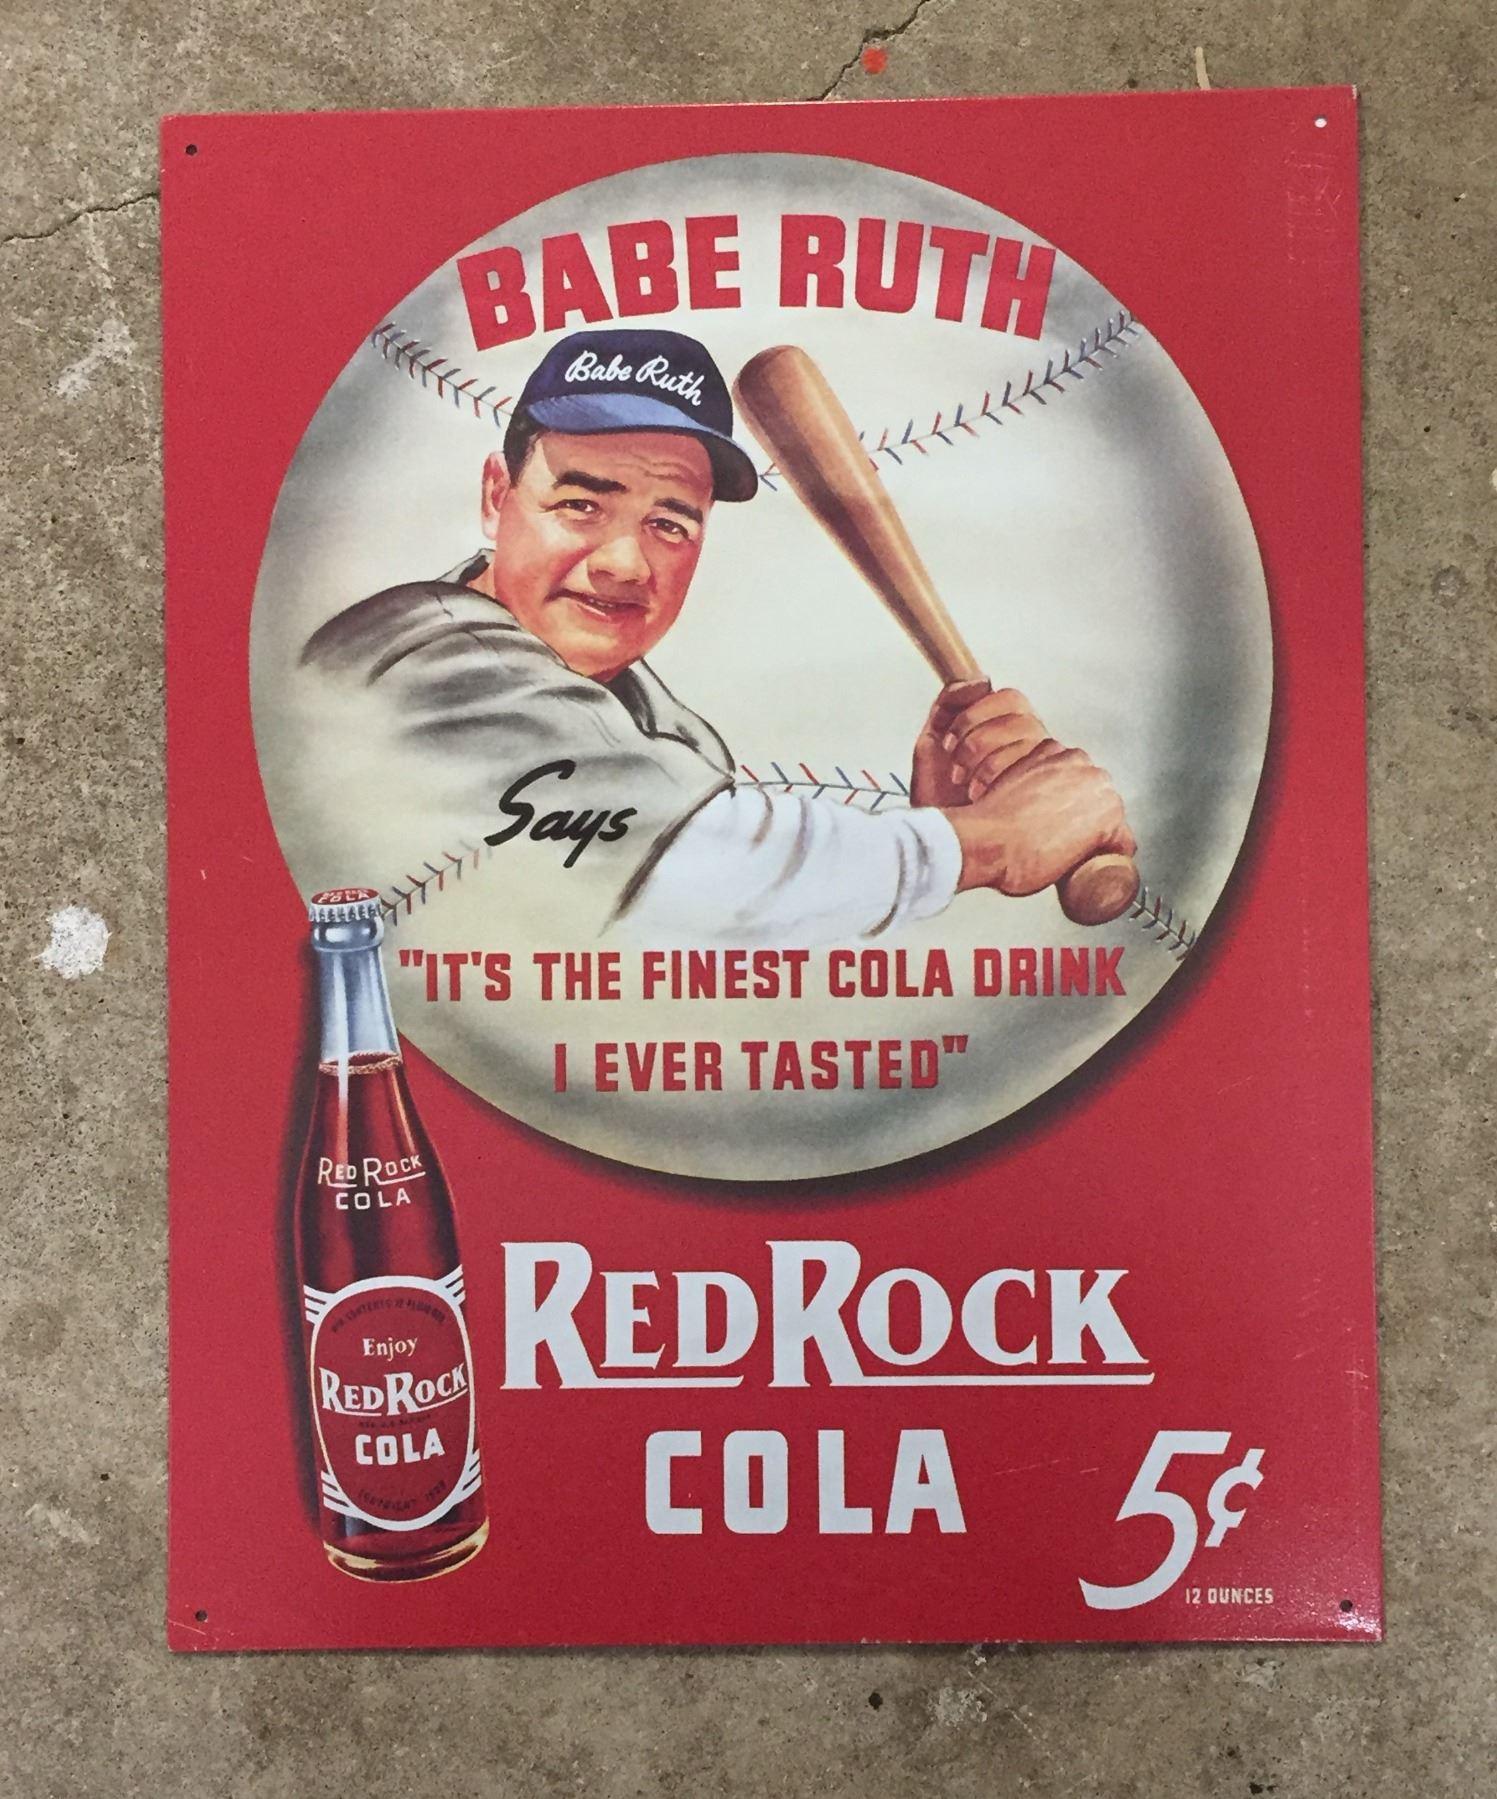 BABE RUTH
Babe Ruth
Says
"IT'S THE FINEST COLA DRINK
I EVER TASTED"
COLA
RED ROCK
COLA
Enjoy
RED ROCK
COLA
RED ROCK
COLA
5¢
12 OUNCES